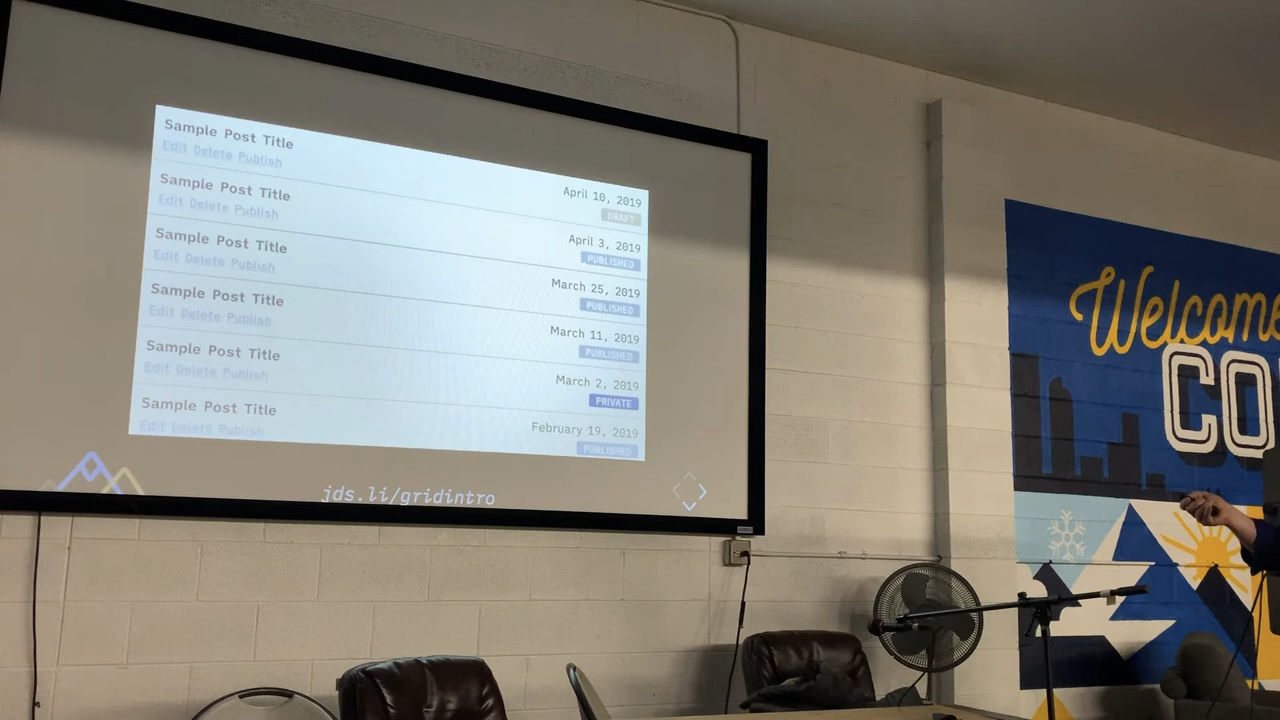 Sample Post Title
Edit Delete Publish
April 10, 2019
DRAFT
Sample Post Title
Edit Delete Publish
April 3, 2019
PUBLISHED
Sample Post Title
Edit Delete Publish
March 25, 2019
PUBLISHED
Sample Post Title
Edit Delete Publish
March 11, 2019
PUBLISHED
Sample Post Title
Edit Delete Publish
March 2, 2019
PRIVATE
Sample Post Title
Edit Delete Publish
February 19, 2019
PUBLISHED
jds.li/gridintro
Welcome
CO